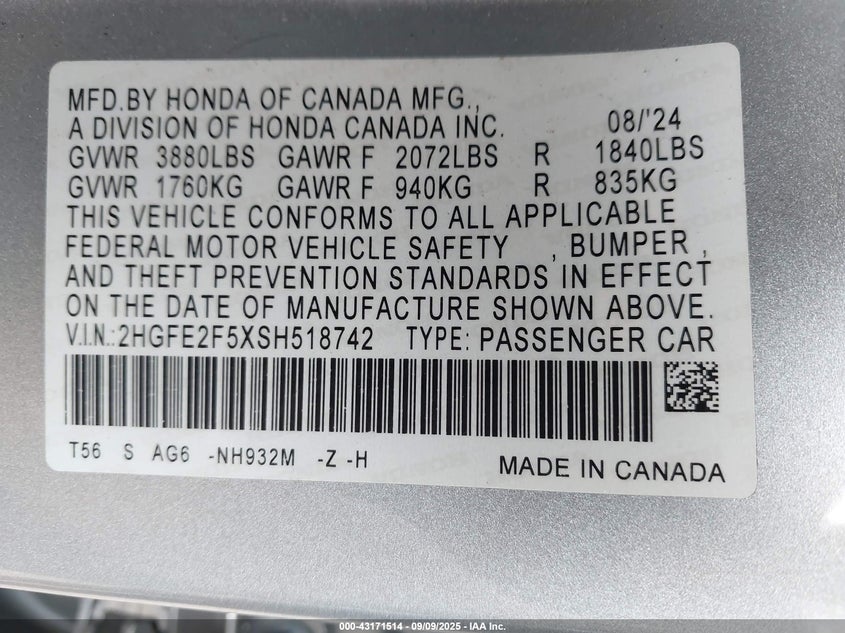 MFD.BY HONDA OF CANADA MFG.,
A DIVISION OF HONDA CANADA INC. 08/'24
GVWR 3880LBS GAWR F 2072LBS R 1840LBS
GVWR 1760KG GAWR F 940KG R 835KG
THIS VEHICLE CONFORMS TO ALL APPLICABLE
FEDERAL MOTOR VEHICLE SAFETY , BUMPER ,
AND THEFT PREVENTION STANDARDS IN EFFECT
ON THE DATE OF MANUFACTURE SHOWN ABOVE.
V.I.N.:2HGFE2F5XSH518742 TYPE: PASSENGER CAR
T56 S AG6 -NH932M -Z -H MADE IN CANADA
000-43171514 - 09/09/2025 - IAA Inc.